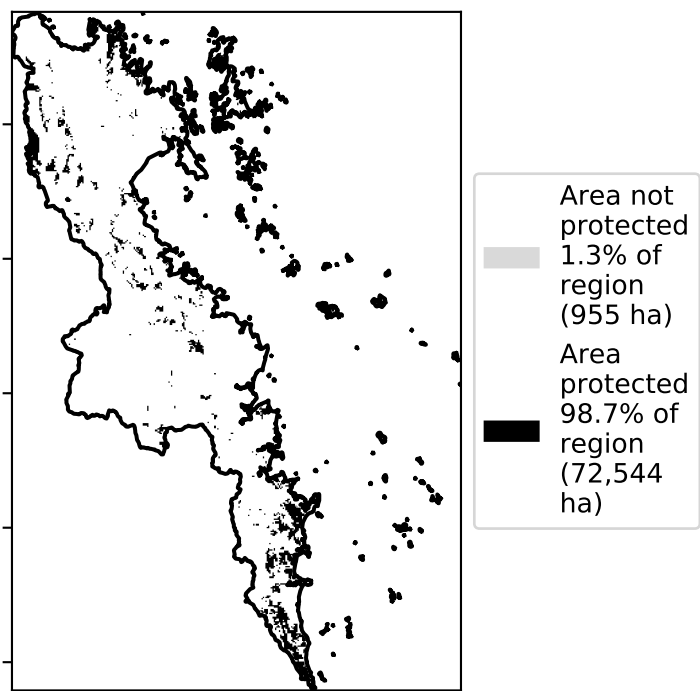 Area not
protected
1.3% of
region
(955 ha)
Area
protected
98.7% of
region
(72,544
ha)